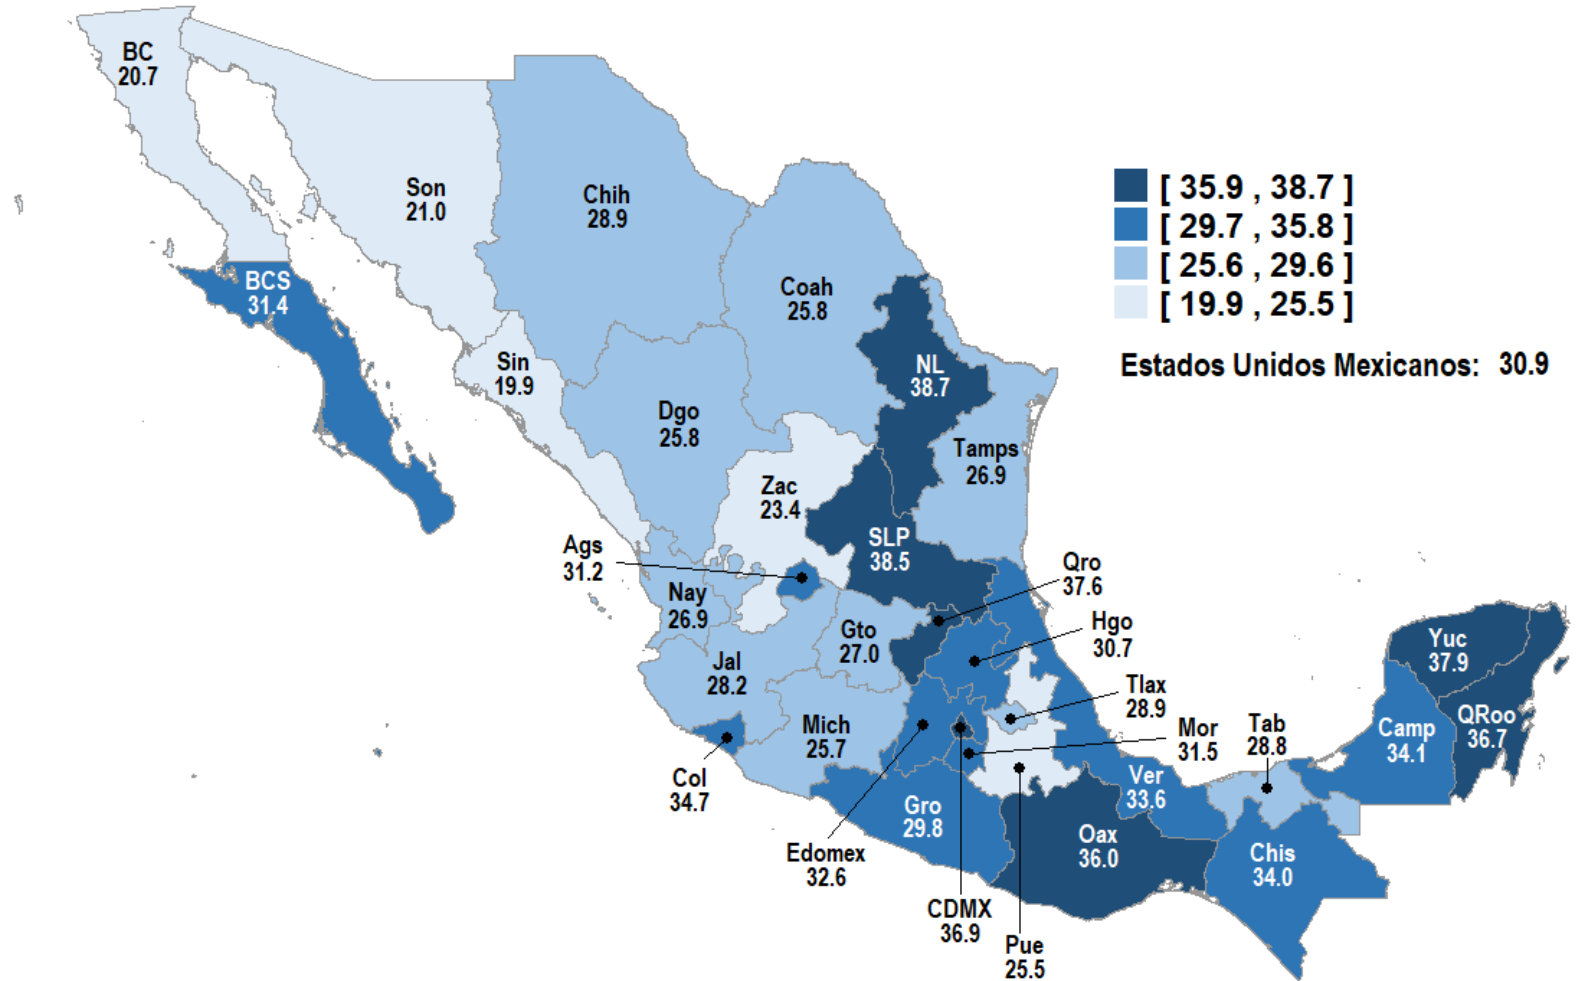 BC
20.7
Son
21.0
Chih
28.9
[ 35.9 , 38.7 ]
[ 29.7 , 35.8 ]
[ 25.6 , 29.6 ]
[ 19.9 , 25.5 ]
Estados Unidos Mexicanos: 30.9
BCS
31.4
Coah
25.8
Sin
19.9
NL
38.7
Dgo
25.8
Tamps
26.9
Zac
23.4
SLP
38.5
Ags
31.2
Qro
37.6
Nay
26.9
Gto
27.0
Hgo
30.7
Jal
28.2
Yuc
37.9
Tlax
28.9
Mich
25.7
Mor
31.5
Tab
28.8
Camp
34.1
QRoo
36.7
Col
34.7
Ver
33.6
Gro
29.8
Oax
36.0
Edomex
32.6
Chis
34.0
CDMX
36.9
Pue
25.5